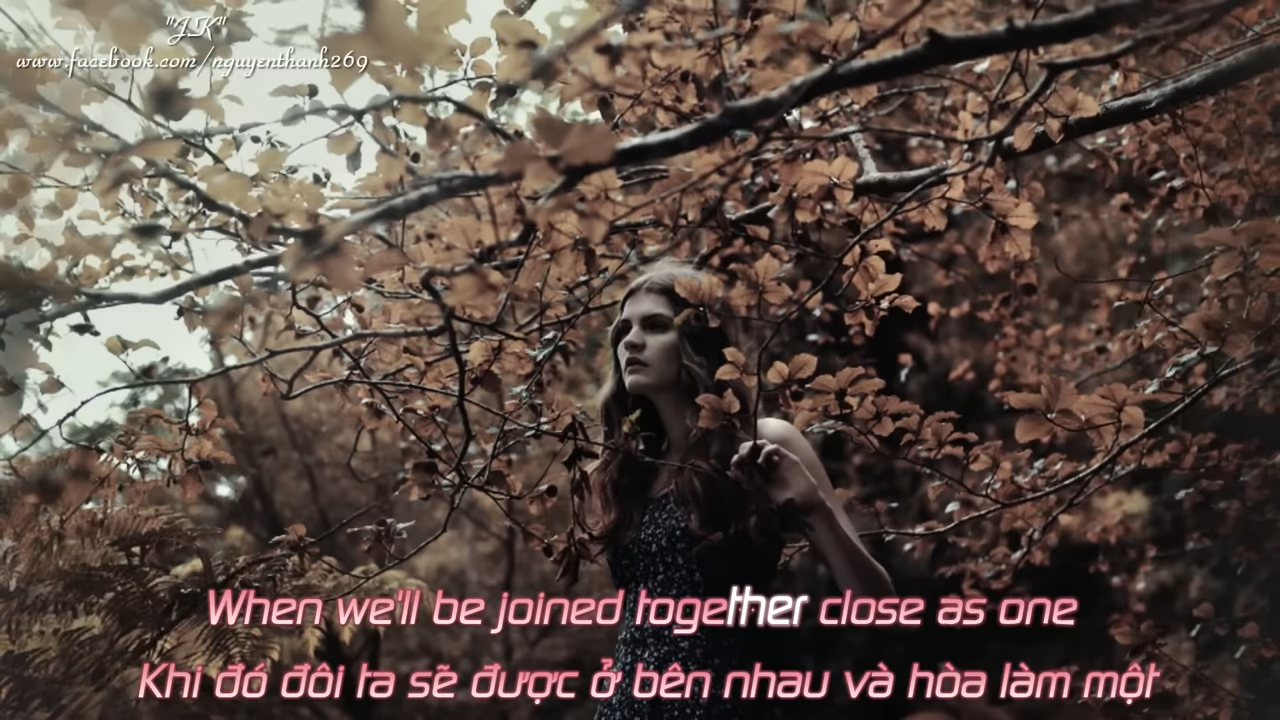 "J.K"
www.facebook.com/nguyenthanh269
When we'll be joined together close as one
Khi đó đôi ta sẽ được ở bên nhau và hòa làm một